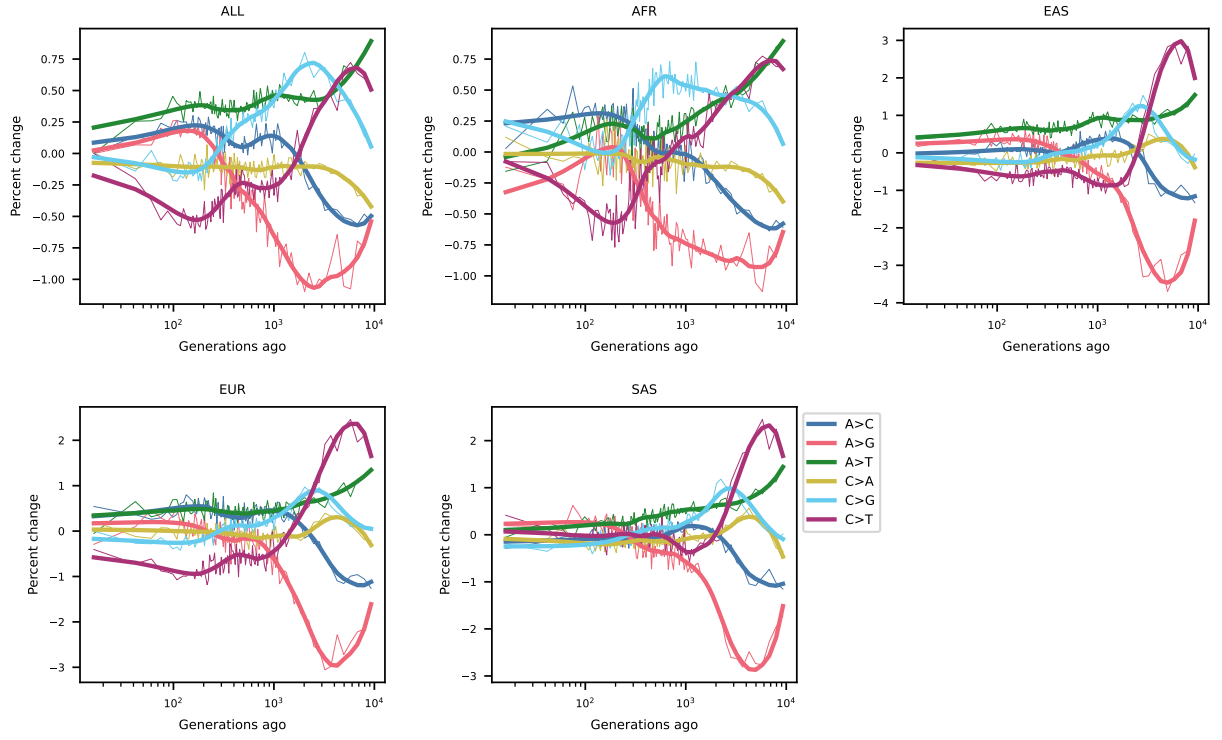 ALL
Percent change
0.75
0.50
0.25
0.00
−0.25
−0.50
−0.75
−1.00
10²
10³
10⁴
Generations ago
AFR
Percent change
0.75
0.50
0.25
0.00
−0.25
−0.50
−0.75
−1.00
10²
10³
10⁴
Generations ago
EAS
Percent change
3
2
1
0
−1
−2
−3
−4
10²
10³
10⁴
Generations ago
EUR
Percent change
2
1
0
−1
−2
−3
10²
10³
10⁴
Generations ago
SAS
Percent change
2
1
0
−1
−2
−3
10²
10³
10⁴
Generations ago
A>C
A>G
A>T
C>A
C>G
C>T